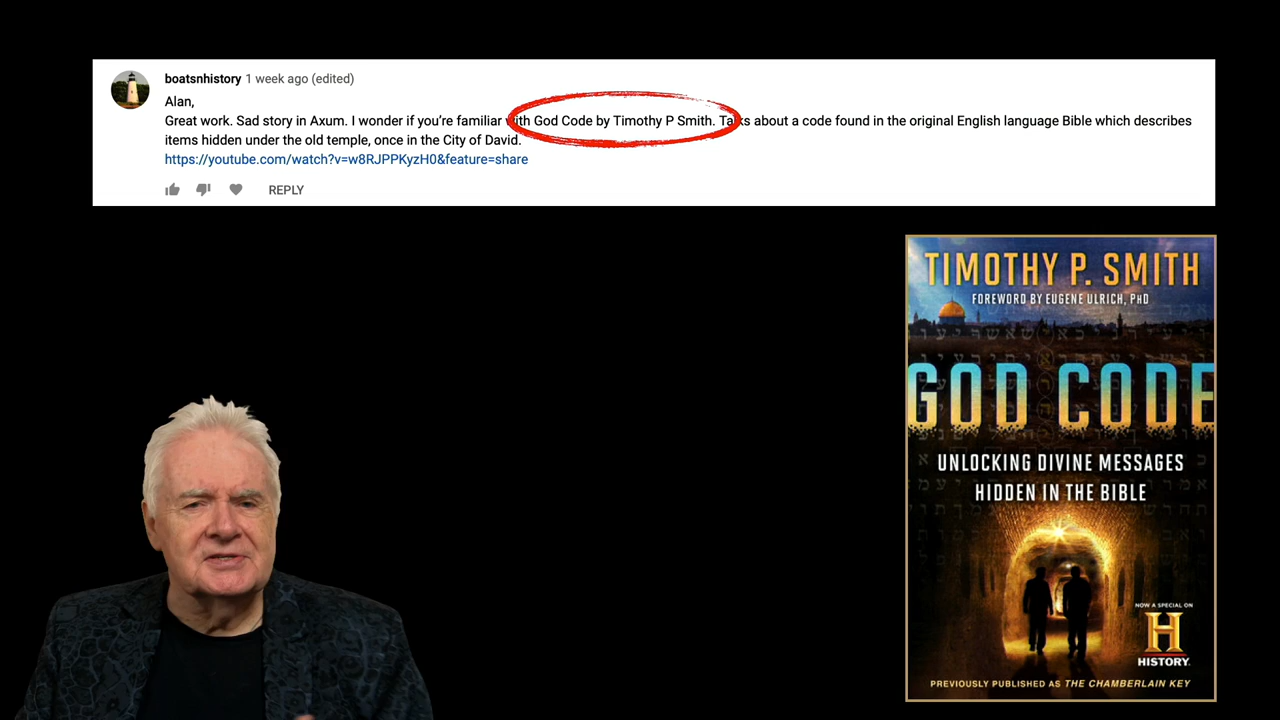 boatsnhistory 1 week ago (edited)
Alan,
Great work. Sad story in Axum. I wonder if you're familiar with God Code by Timothy P Smith. Talks about a code found in the original English language Bible which describes
items hidden under the old temple, once in the City of David.
https://youtube.com/watch?v=w8RJPPKyzH0&feature=share
REPLY
TIMOTHY P. SMITH
FOREWORD BY EUGENE ULRICH, PHD
GOD CODE
UNLOCKING DIVINE MESSAGES
HIDDEN IN THE BIBLE
NOW A SPECIAL ON
H
HISTORY.
PREVIOUSLY PUBLISHED AS THE CHAMBERLAIN KEY